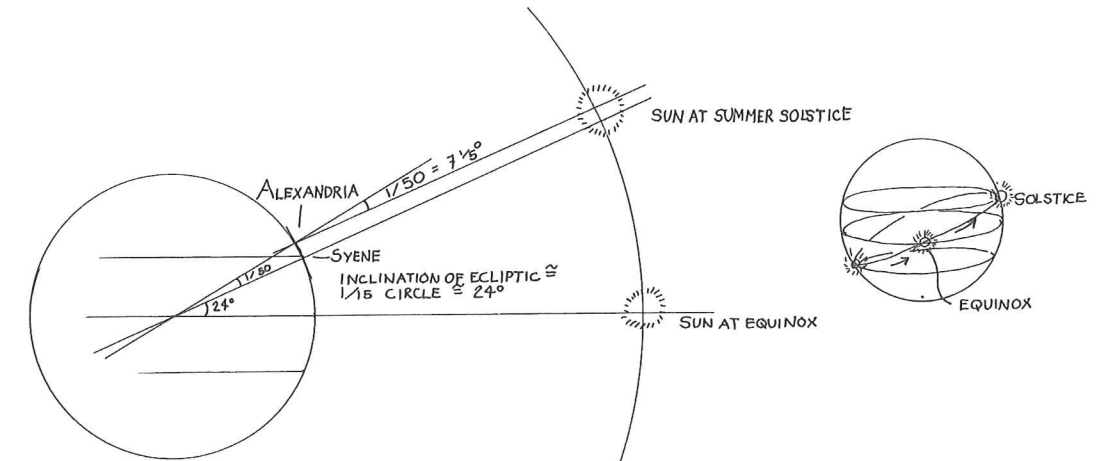 SUN AT SUMMER SOLSTICE
1/50 = 7 1/5°
ALEXANDRIA
SOLSTICE
SYENE
1/50
INCLINATION OF ECLIPTIC ≅
1/15 CIRCLE ≅ 24°
24°
EQUINOX
SUN AT EQUINOX